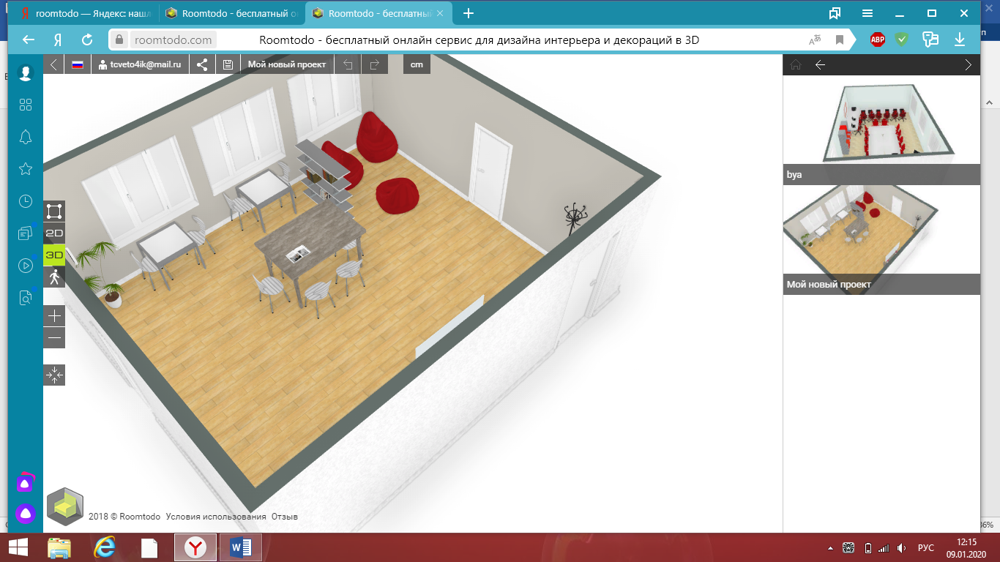 roomtodo — Яндекс: нашл
Roomtodo - бесплатный о
Roomtodo - бесплатный
Я
roomtodo.com
Roomtodo - бесплатный онлайн сервис для дизайна интерьера и декораций в 3D
ABP
tcveto4ik@mail.ru
Мой новый проект
cm
bya
2D
3D
Мой новый проект
2018 © Roomtodo Условия использования Отзыв
РУС
12:15
09.01.2020